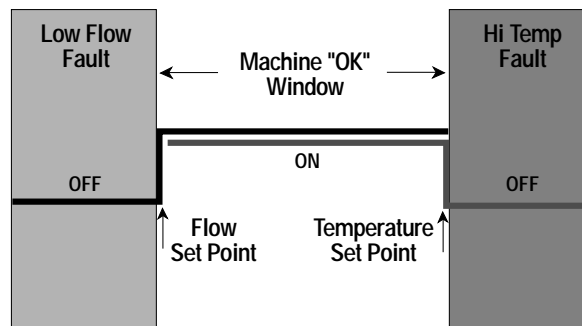 Low Flow
Fault
Machine "OK"
Window
Hi Temp
Fault
OFF
ON
OFF
Flow
Set Point
Temperature
Set Point